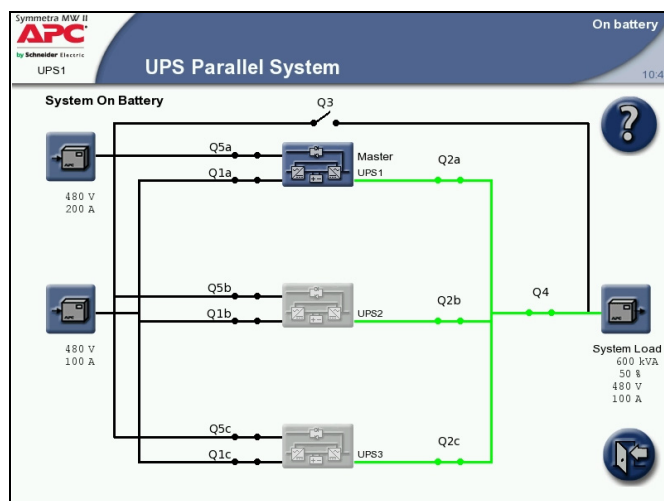 Symmetra MW II
APC
by Schneider Electric
UPS1
UPS Parallel System
On battery
10:4
System On Battery
Q3
Q5a
Q1a
Master
UPS1
Q2a
480 V
200 A
Q5b
Q1b
UPS2
Q2b
Q4
480 V
100 A
System Load
600 kVA
50 %
480 V
100 A
Q5c
Q1c
UPS3
Q2c